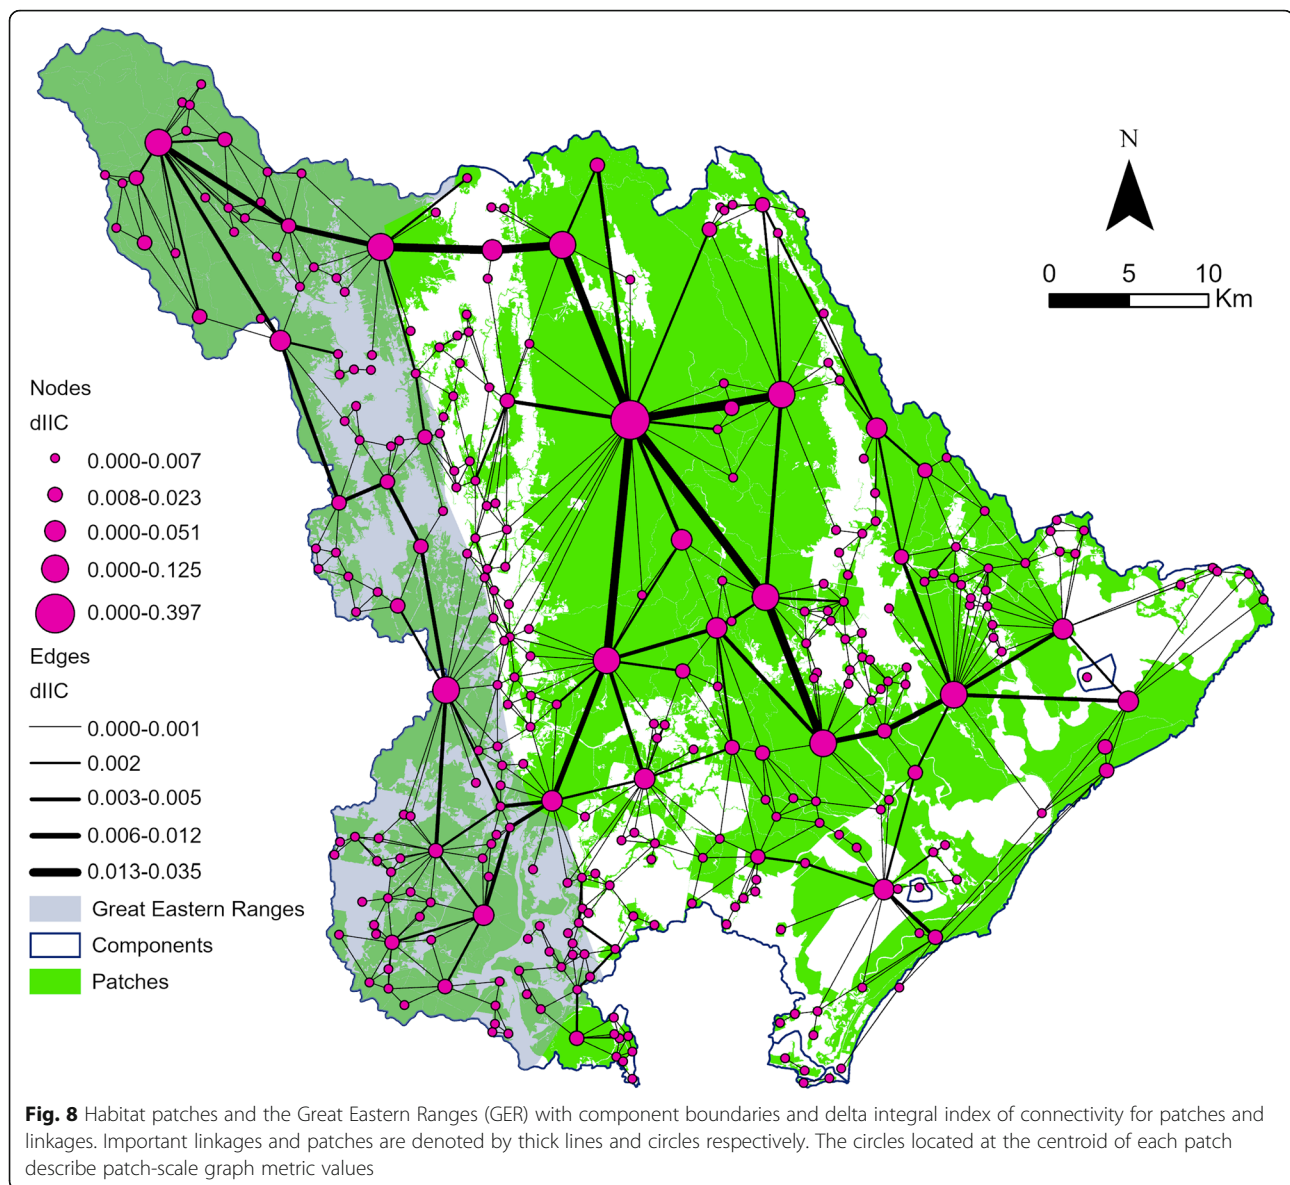 N
0 5 10
Km
Nodes
dIIC
0.000-0.007
0.008-0.023
0.000-0.051
0.000-0.125
0.000-0.397
Edges
dIIC
0.000-0.001
0.002
0.003-0.005
0.006-0.012
0.013-0.035
Great Eastern Ranges
Components
Patches
Fig. 8 Habitat patches and the Great Eastern Ranges (GER) with component boundaries and delta integral index of connectivity for patches and
linkages. Important linkages and patches are denoted by thick lines and circles respectively. The circles located at the centroid of each patch
describe patch-scale graph metric values